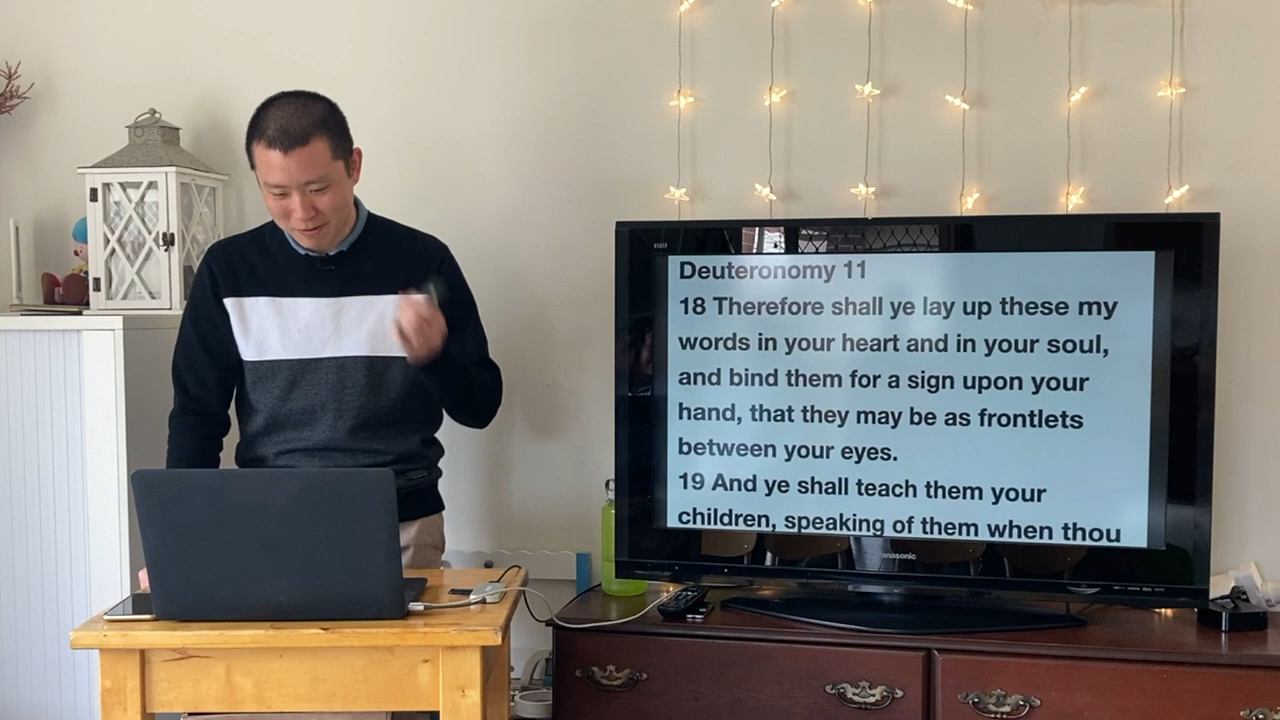 Deuteronomy 11
18 Therefore shall ye lay up these my
words in your heart and in your soul,
and bind them for a sign upon your
hand, that they may be as frontlets
between your eyes.
19 And ye shall teach them your
children, speaking of them when thou
Panasonic